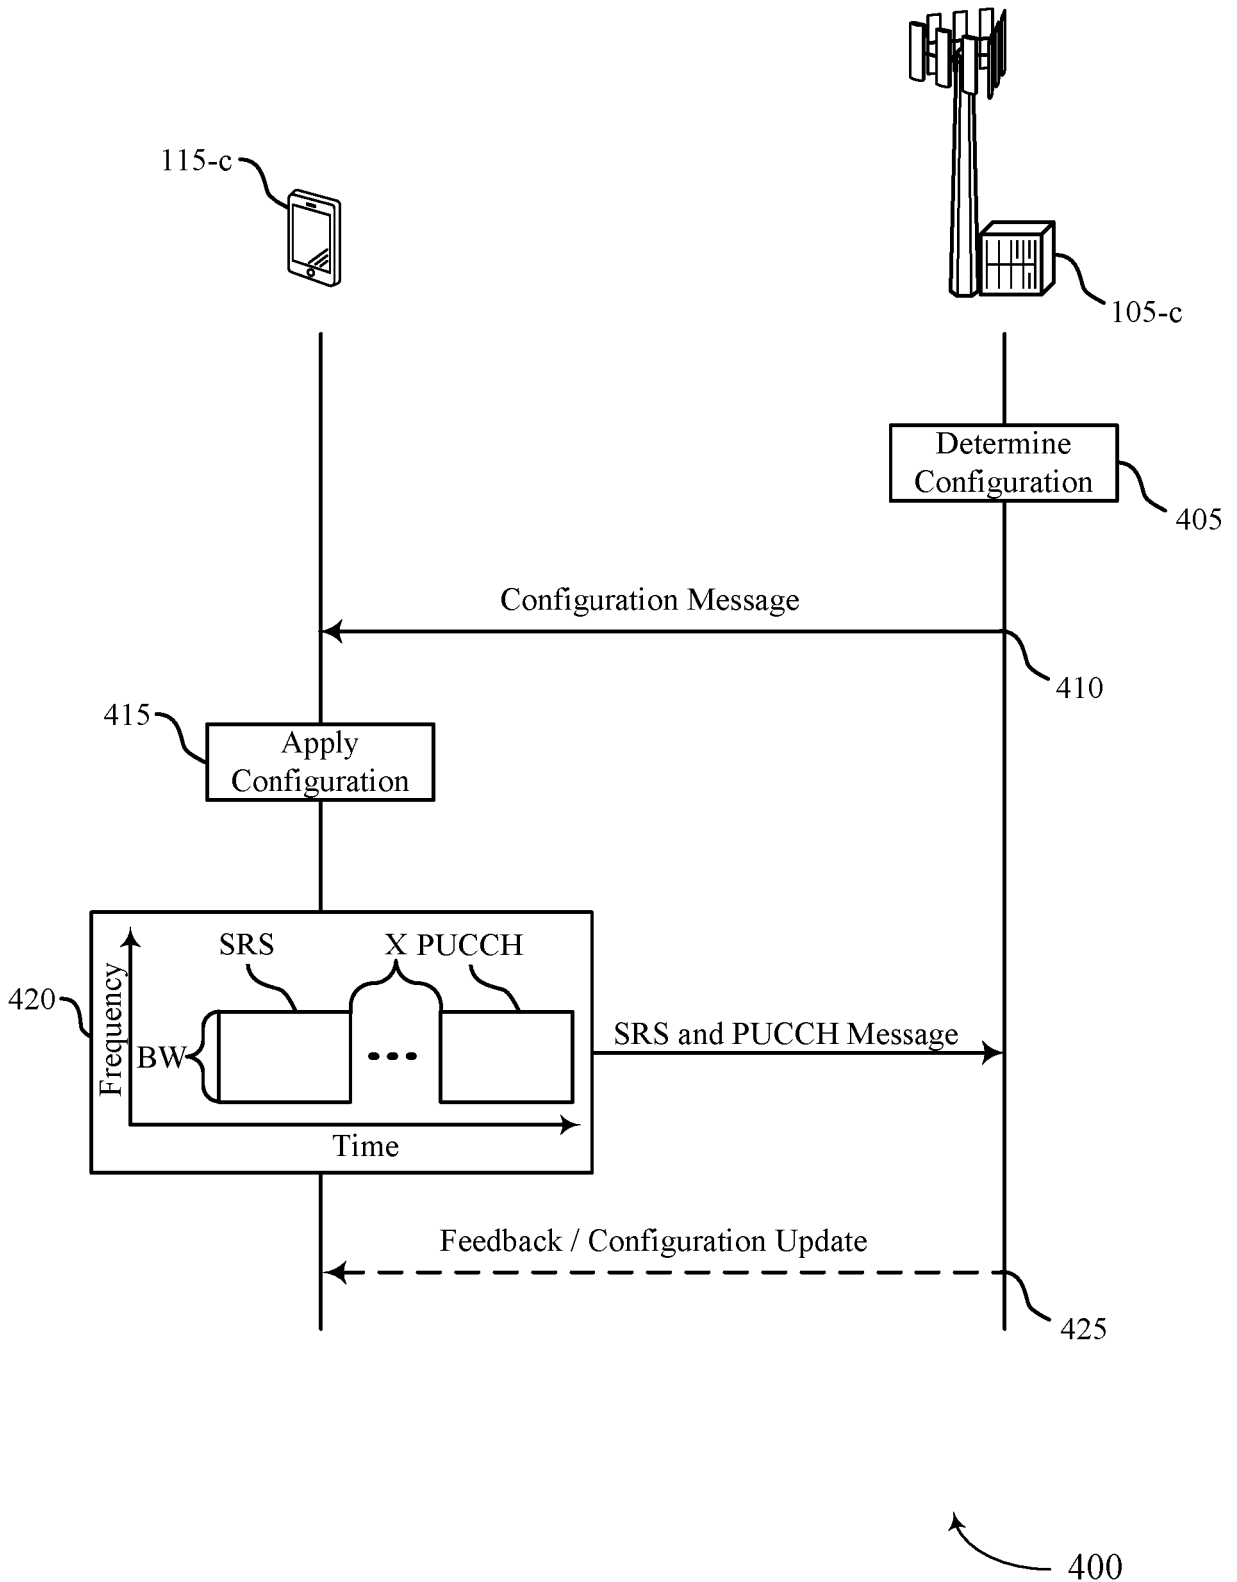 115-c
105-c
Determine
Configuration
405
Configuration Message
410
415
Apply
Configuration
SRS
X
PUCCH
420
Frequency
BW
SRS and PUCCH Message
Time
Feedback / Configuration Update
425
400